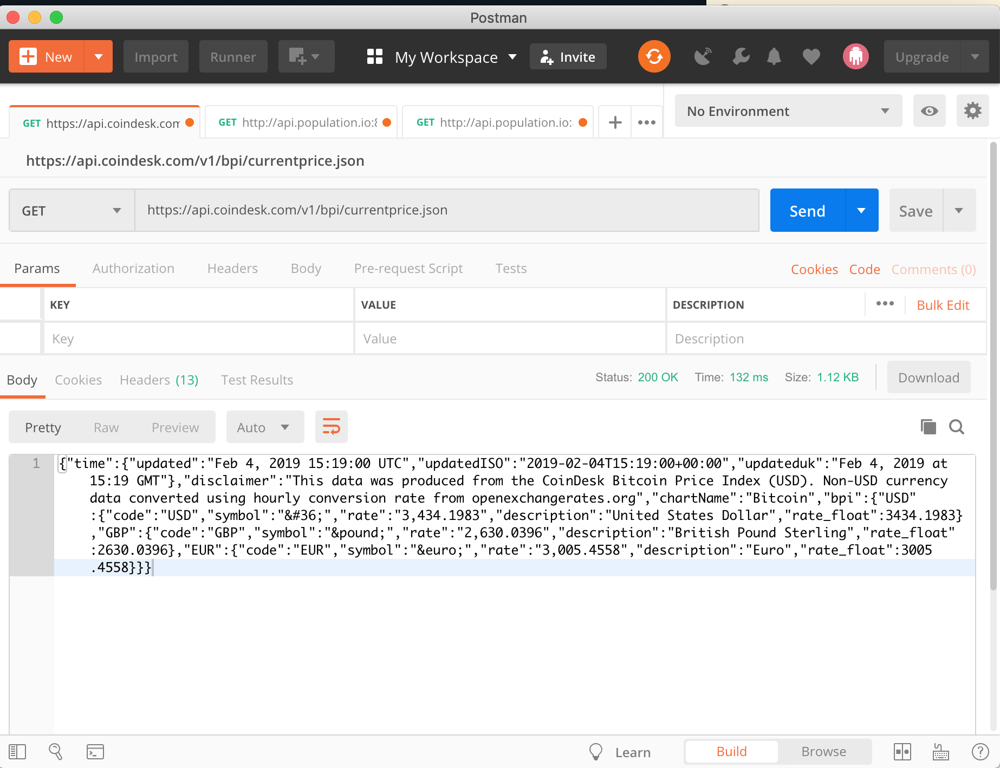 Postman
New
Import
Runner
My Workspace
Invite
Upgrade
GET https://api.coindesk.com
GET http://api.population.io:8
GET http://api.population.io:
No Environment
https://api.coindesk.com/v1/bpi/currentprice.json
GET
https://api.coindesk.com/v1/bpi/currentprice.json
Send
Save
Params Authorization Headers Body Pre-request Script Tests
Cookies Code Comments (0)
KEY VALUE DESCRIPTION ••• Bulk Edit
Key Value Description
Body Cookies Headers (13) Test Results
Status: 200 OK Time: 132 ms Size: 1.12 KB
Download
Pretty Raw Preview
Auto
1 {"time":{"updated":"Feb 4, 2019 15:19:00 UTC","updatedISO":"2019-02-04T15:19:00+00:00","updateduk":"Feb 4, 2019 at
15:19 GMT"},"disclaimer":"This data was produced from the CoinDesk Bitcoin Price Index (USD). Non-USD currency
data converted using hourly conversion rate from openexchangerates.org","chartName":"Bitcoin","bpi":{"USD"
:{"code":"USD","symbol":"&#36;","rate":"3,434.1983","description":"United States Dollar","rate_float":3434.1983}
,"GBP":{"code":"GBP","symbol":"&pound;","rate":"2,630.0396","description":"British Pound Sterling","rate_float"
:2630.0396},"EUR":{"code":"EUR","symbol":"&euro;","rate":"3,005.4558","description":"Euro","rate_float":3005
.4558}}}
Learn
Build
Browse